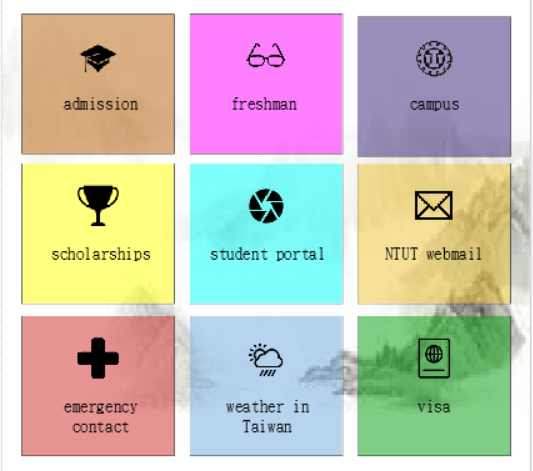 admission
freshman
campus
scholarships
student portal
NTUT webmail
emergency
contact
weather in
Taiwan
visa